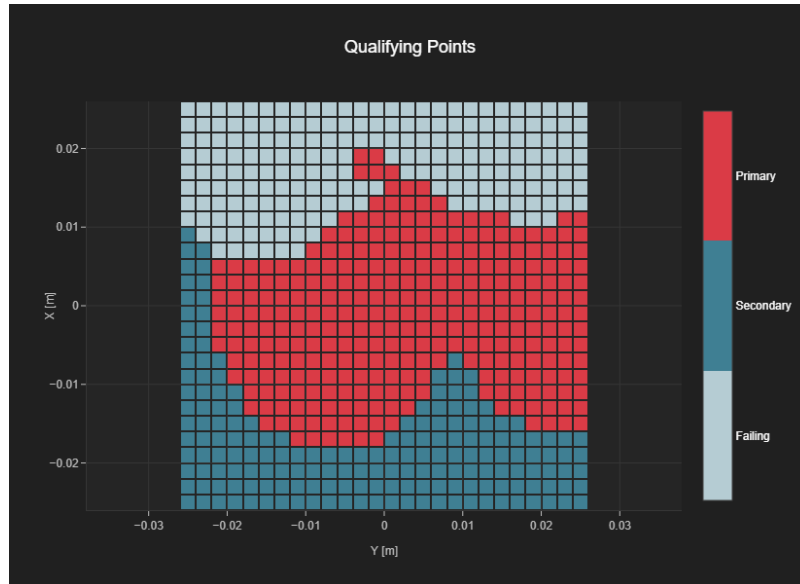 Qualifying Points
0.02
0.01
0
−0.01
−0.02
X [m]
−0.03
−0.02
−0.01
0
0.01
0.02
0.03
Y [m]
Primary
Secondary
Failing